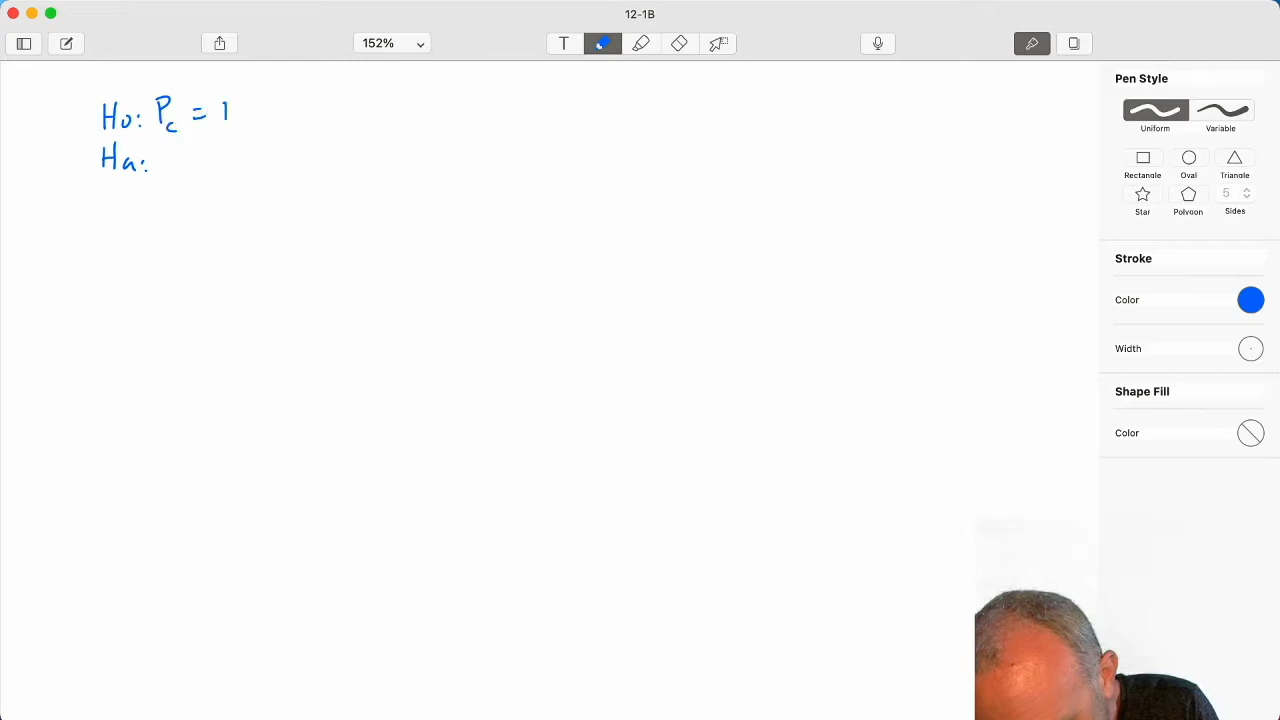 12-1B
152%
T
Pen Style
Uniform Variable
Rectangle Oval Triangle
5
Star Polygon Sides
Stroke
Color
Width
Shape Fill
Color
Ho: Pc = 1
Ha: